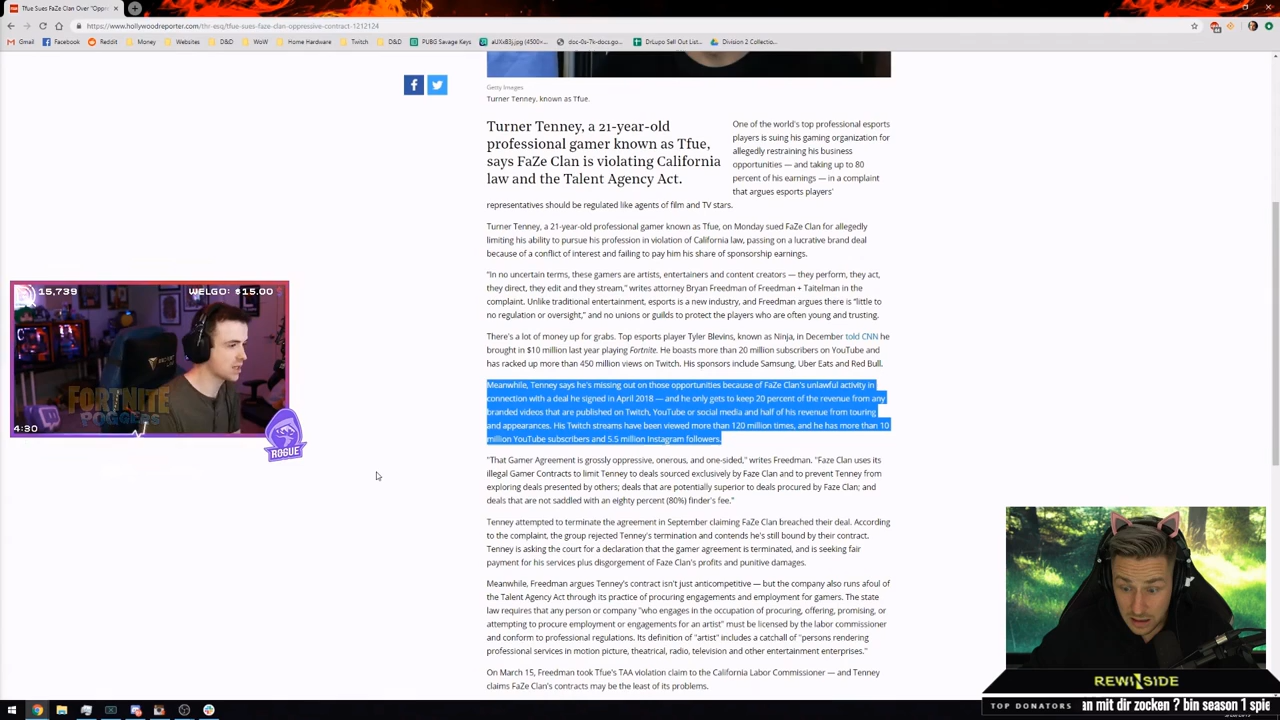 Tfue Sues FaZe Clan Over "Oppre
https://www.hollywoodreporter.com/thr-esq/tfue-sues-faze-clan-oppressive-contract-1212124
Gmail Facebook Reddit Money Websites D&D WoW Home Hardware Twitch D&D PUBG Savage Keys aUXxB3j.jpg (4500×... doc-0s-7k-docs.go... DrLupo Sell Out List... Division 2 Collectio...
Getty Images
Turner Tenney, known as Tfue.
Turner Tenney, a 21-year-old
professional gamer known as Tfue,
says FaZe Clan is violating California
law and the Talent Agency Act.
One of the world's top professional esports
players is suing his gaming organization for
allegedly restraining his business
opportunities — and taking up to 80
percent of his earnings — in a complaint
that argues esports players'
representatives should be regulated like agents of film and TV stars.
Turner Tenney, a 21-year-old professional gamer known as Tfue, on Monday sued FaZe Clan for allegedly
limiting his ability to pursue his profession in violation of California law, passing on a lucrative brand deal
because of a conflict of interest and failing to pay him his share of sponsorship earnings.
"In no uncertain terms, these gamers are artists, entertainers and content creators — they perform, they act,
they direct, they edit and they stream," writes attorney Bryan Freedman of Freedman + Taitelman in the
complaint. Unlike traditional entertainment, esports is a new industry, and Freedman argues there is "little to
no regulation or oversight," and no unions or guilds to protect the players who are often young and trusting.
There's a lot of money up for grabs. Top esports player Tyler Blevins, known as Ninja, in December told CNN he
brought in $10 million last year playing Fortnite. He boasts more than 20 million subscribers on YouTube and
has racked up more than 450 million views on Twitch. His sponsors include Samsung, Uber Eats and Red Bull.
Meanwhile, Tenney says he's missing out on those opportunities because of FaZe Clan's unlawful activity in
connection with a deal he signed in April 2018 — and he only gets to keep 20 percent of the revenue from any
branded videos that are published on Twitch, YouTube or social media and half of his revenue from touring
and appearances. His Twitch streams have been viewed more than 120 million times, and he has more than 10
million YouTube subscribers and 5.5 million Instagram followers.
"That Gamer Agreement is grossly oppressive, onerous, and one-sided," writes Freedman. "Faze Clan uses its
illegal Gamer Contracts to limit Tenney to deals sourced exclusively by Faze Clan and to prevent Tenney from
exploring deals presented by others; deals that are potentially superior to deals procured by Faze Clan; and
deals that are not saddled with an eighty percent (80%) finder's fee."
Tenney attempted to terminate the agreement in September claiming FaZe Clan breached their deal. According
to the complaint, the group rejected Tenney's termination and contends he's still bound by their contract.
Tenney is asking the court for a declaration that the gamer agreement is terminated, and is seeking fair
payment for his services plus disgorgement of Faze Clan's profits and punitive damages.
Meanwhile, Freedman argues Tenney's contract isn't just anticompetitive — but the company also runs afoul of
the Talent Agency Act through its practice of procuring engagements and employment for gamers. The state
law requires that any person or company "who engages in the occupation of procuring, offering, promising, or
attempting to procure employment or engagements for an artist" must be licensed by the labor commissioner
and conform to professional regulations. Its definition of "artist" includes a catchall of "persons rendering
professional services in motion picture, theatrical, radio, television and other entertainment enterprises."
On March 15, Freedman took Tfue's TAA violation claim to the California Labor Commissioner — and Tenney
claims FaZe Clan's contracts may be the least of its problems.
15,739
WELGO: $15.00
4:30
ROGUE
REWINSIDE
TOP DONATORS
an mit dir zocken ? bin season 1 spie